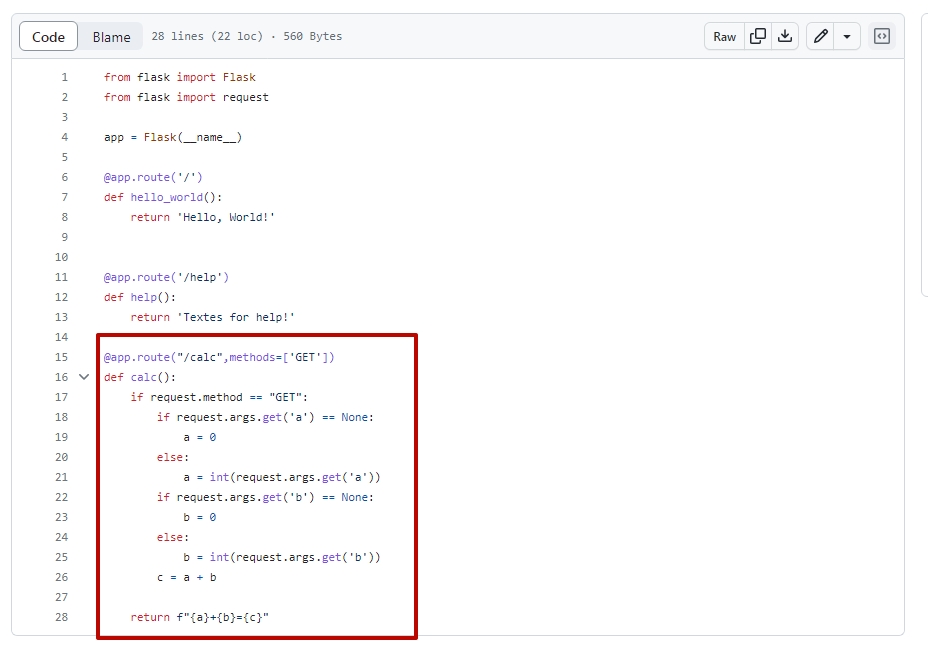 Code Blame 28 lines (22 loc) · 560 Bytes Raw
1 from flask import Flask
2 from flask import request
3
4 app = Flask(__name__)
5
6 @app.route('/')
7 def hello_world():
8     return 'Hello, World!'
9
10
11 @app.route('/help')
12 def help():
13     return 'Textes for help!'
14
15 @app.route("/calc",methods=['GET'])
16 def calc():
17     if request.method == "GET":
18         if request.args.get('a') == None:
19             a = 0
20         else:
21             a = int(request.args.get('a'))
22         if request.args.get('b') == None:
23             b = 0
24         else:
25             b = int(request.args.get('b'))
26         c = a + b
27
28     return f"{a}+{b}={c}"